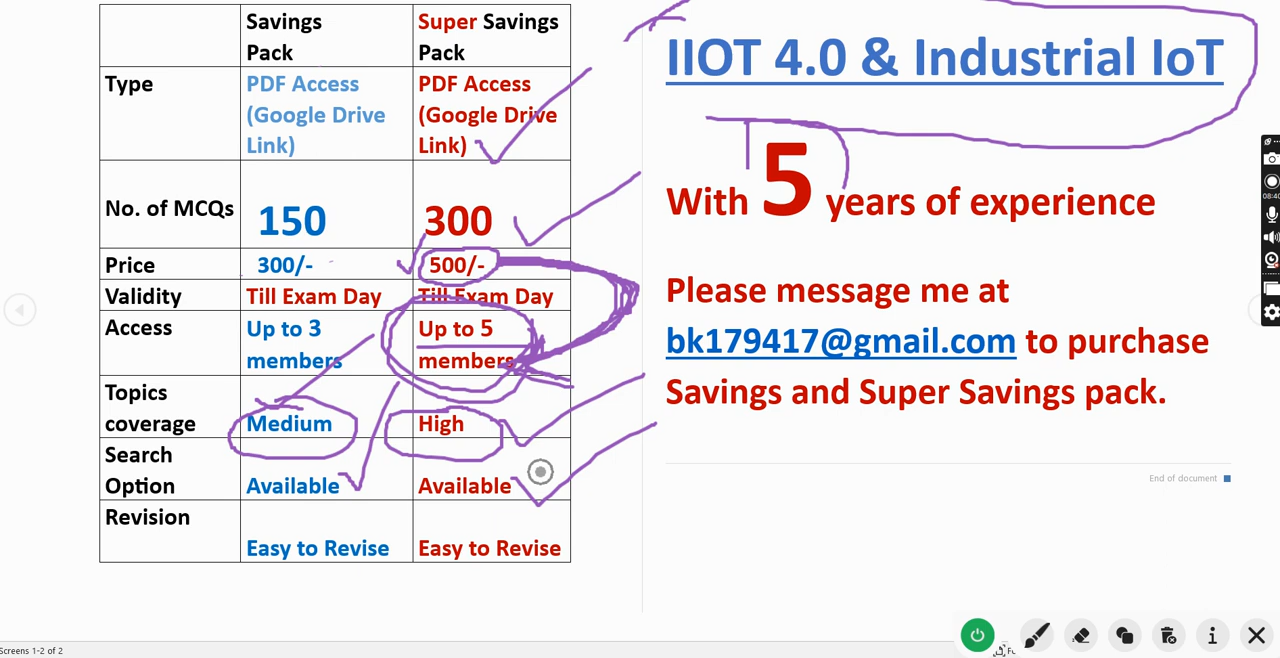 Savings Pack
Super Savings Pack
Type
PDF Access
(Google Drive
Link)
PDF Access
(Google Drive
Link)
No. of MCQs
150
300
Price
300/-
500/-
Validity
Till Exam Day
Till Exam Day
Access
Up to 3
members
Up to 5
members
Topics
coverage
Medium
High
Search
Option
Available
Available
Revision
Easy to Revise
Easy to Revise
IIOT 4.0 & Industrial IoT
With 5 years of experience
Please message me at
bk179417@gmail.com to purchase
Savings and Super Savings pack.
End of document
Screens 1-2 of 2